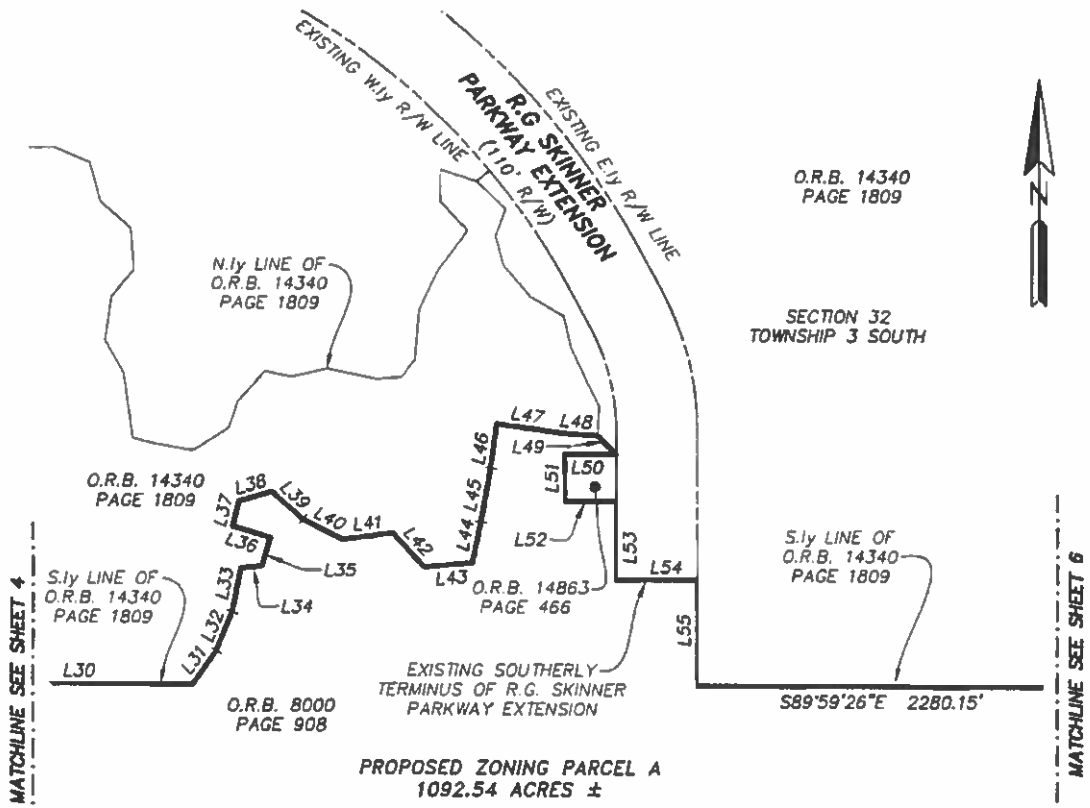 EXISTING W.ly R/W LINE
R.G SKINNER
PARKWAY EXTENSION
(110' R/W)
EXISTING E.ly R/W LINE
O.R.B. 14340
PAGE 1809
N
N.ly LINE OF
O.R.B. 14340
PAGE 1809
SECTION 32
TOWNSHIP 3 SOUTH
L47
L48
L49
L46
L51
L50
O.R.B. 14340
PAGE 1809
L38
L37
L39
L45
L40
L41
L36
L42
L44
L52
L53
L43
L35
L54
S.ly LINE OF
O.R.B. 14340
PAGE 1809
O.R.B. 14863
PAGE 466
S.ly LINE OF
O.R.B. 14340
PAGE 1809
L33
L34
L32
L31
L30
L55
MATCHLINE SEE SHEET 4
MATCHLINE SEE SHEET 6
EXISTING SOUTHERLY
TERMINUS OF R.G. SKINNER
PARKWAY EXTENSION
O.R.B. 8000
PAGE 908
S89°59'26"E 2280.15'
PROPOSED ZONING PARCEL A
1092.54 ACRES ±